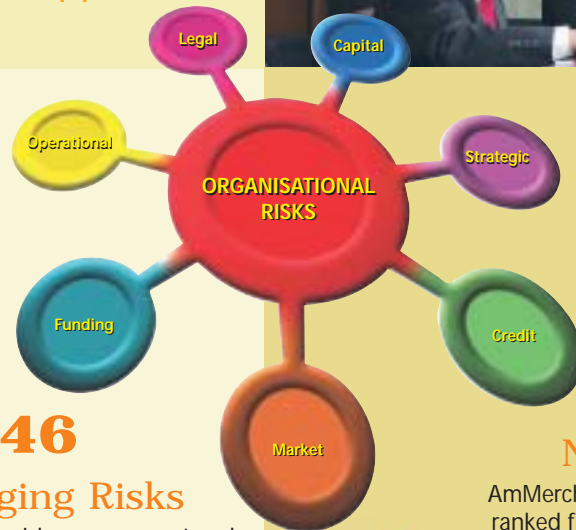 Legal
Capital
Operational
Strategic
ORGANISATIONAL
RISKS
Funding
Credit
Market
46
ging Risks
N
AmMerch
ranked f